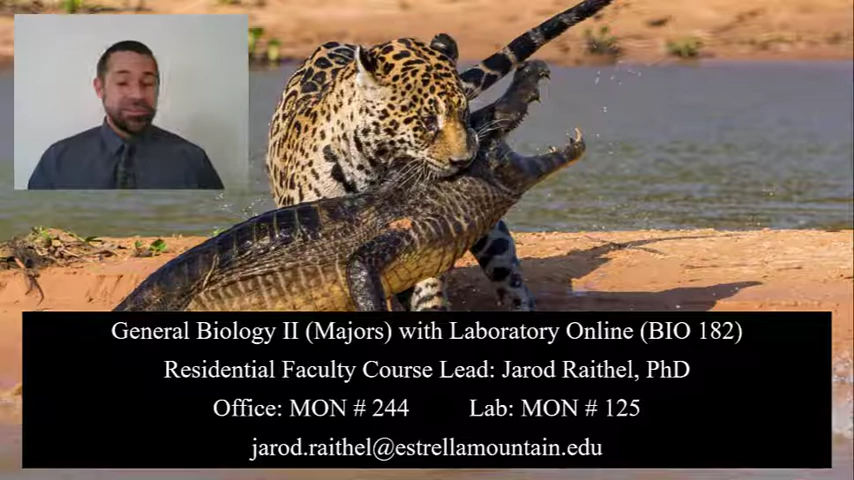 General Biology II (Majors) with Laboratory Online (BIO 182)
Residential Faculty Course Lead: Jarod Raithel, PhD
Office: MON # 244 Lab: MON # 125
jarod.raithel@estrellamountain.edu